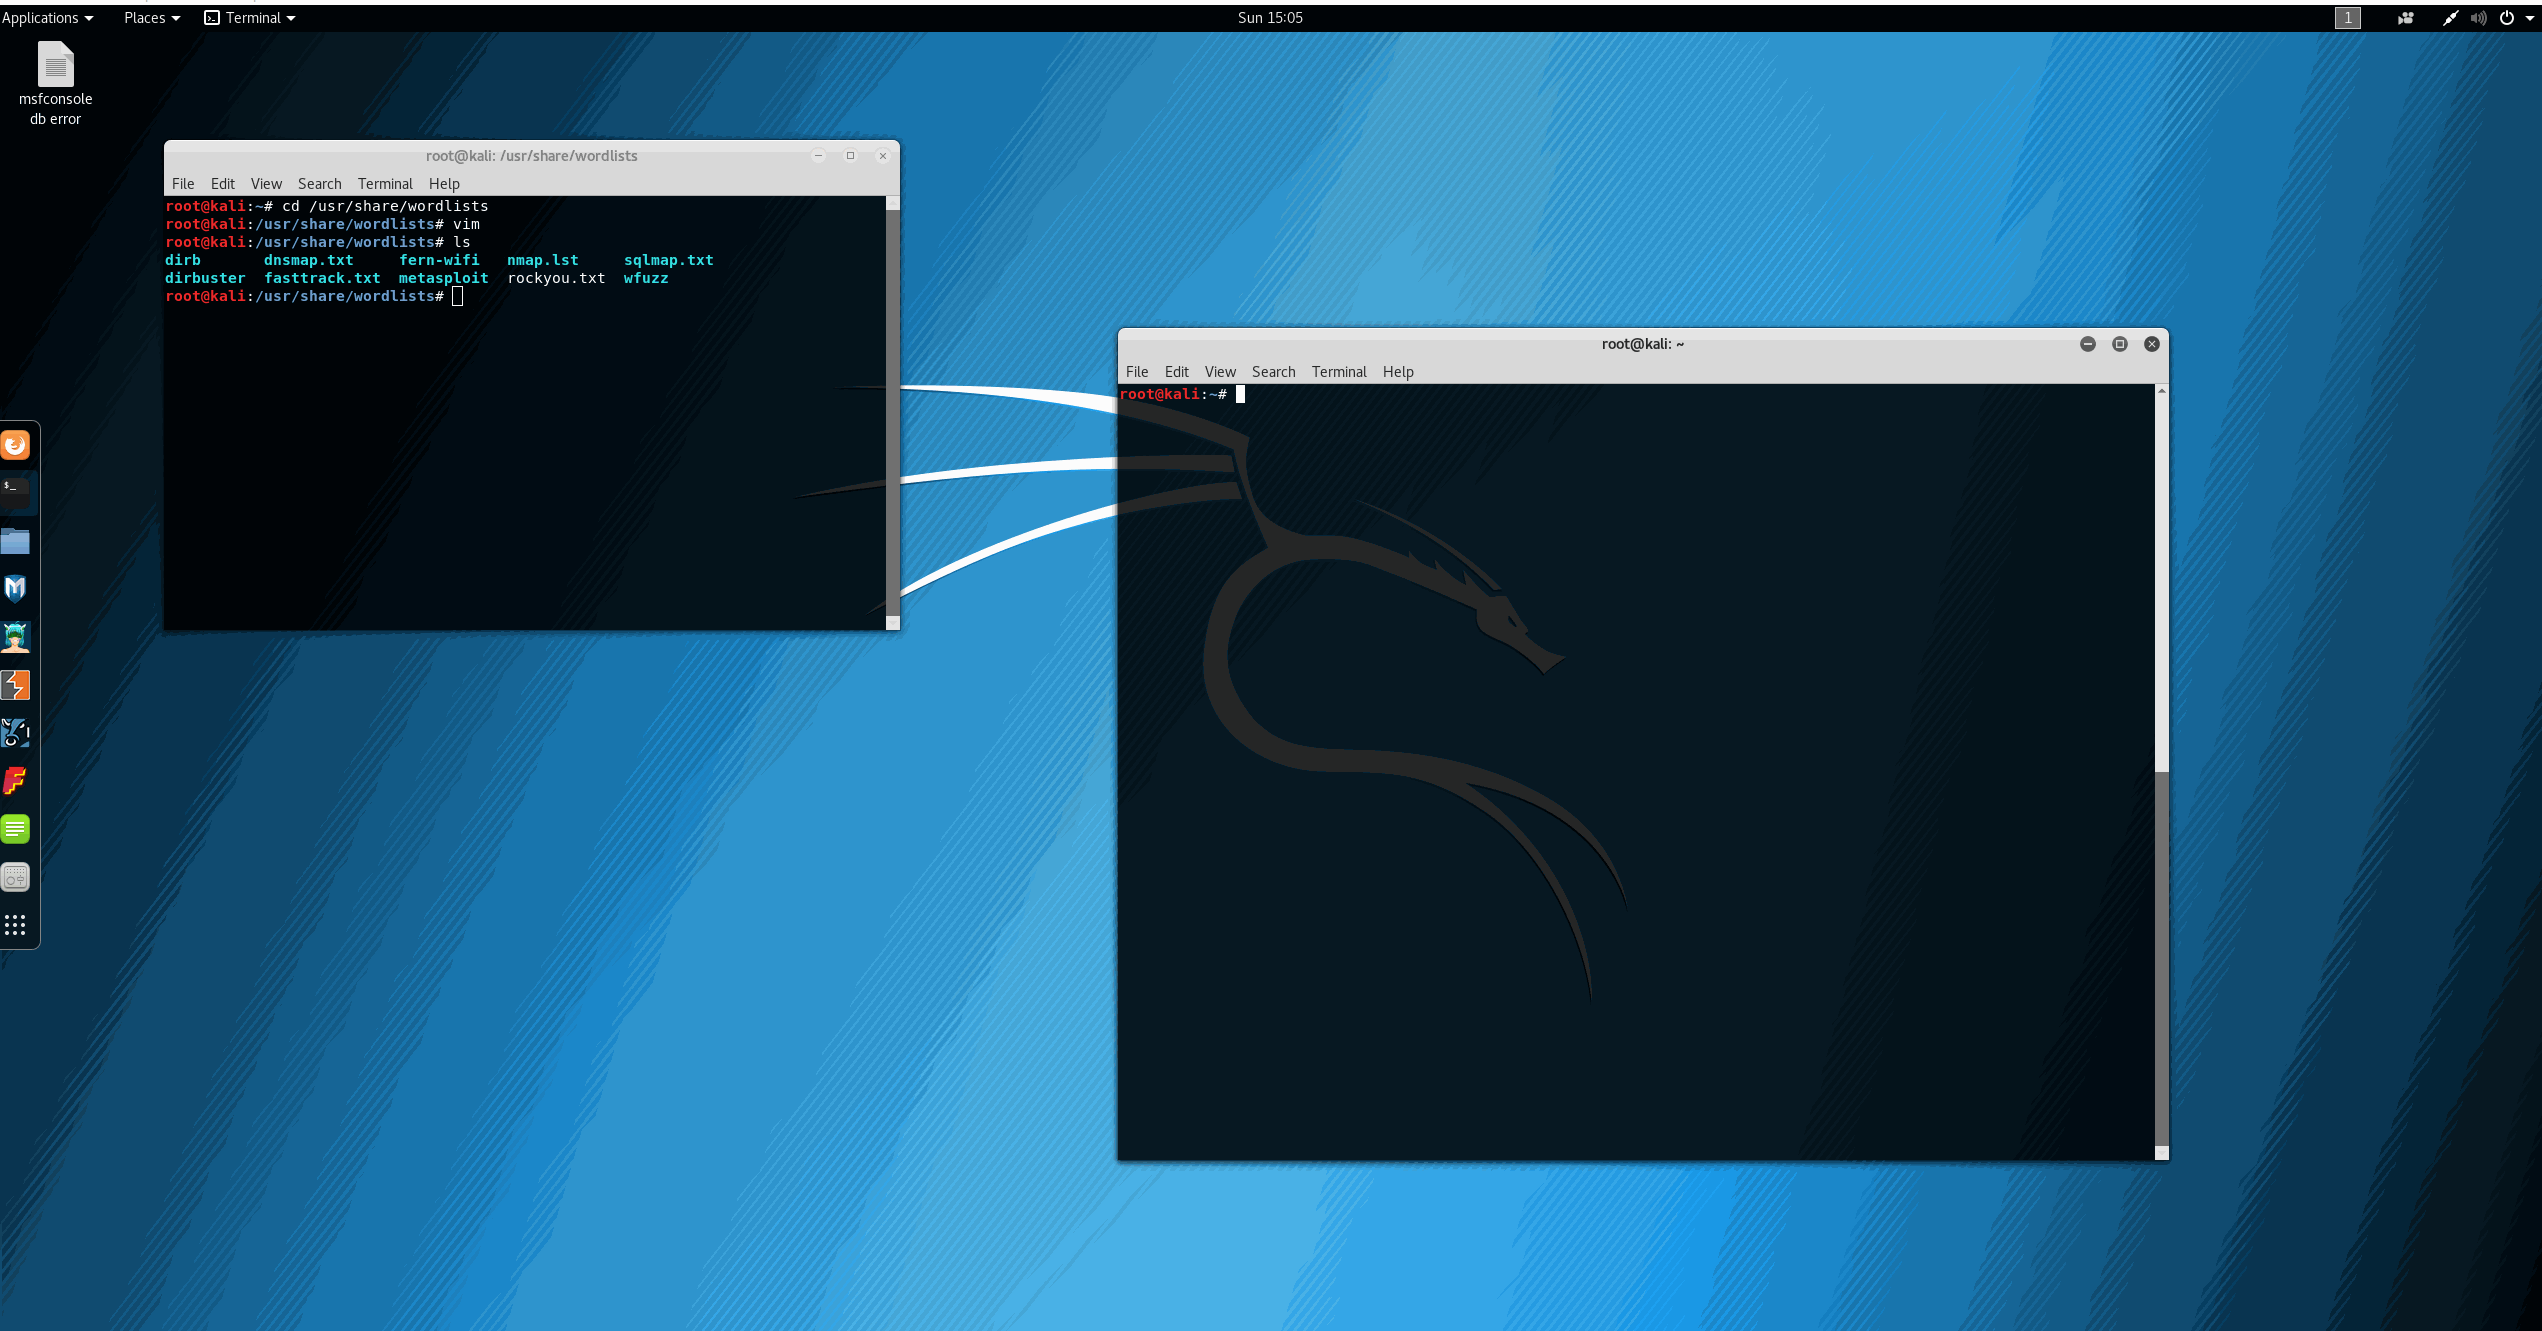 Applications Places Terminal Sun 15:05 1
msfconsole
db error
root@kali: /usr/share/wordlists
File Edit View Search Terminal Help
root@kali:~# cd /usr/share/wordlists
root@kali:/usr/share/wordlists# vim
root@kali:/usr/share/wordlists# ls
dirb dnsmap.txt fern-wifi nmap.lst sqlmap.txt
dirbuster fasttrack.txt metasploit rockyou.txt wfuzz
root@kali:/usr/share/wordlists#
root@kali: ~
File Edit View Search Terminal Help
root@kali:~#
$_